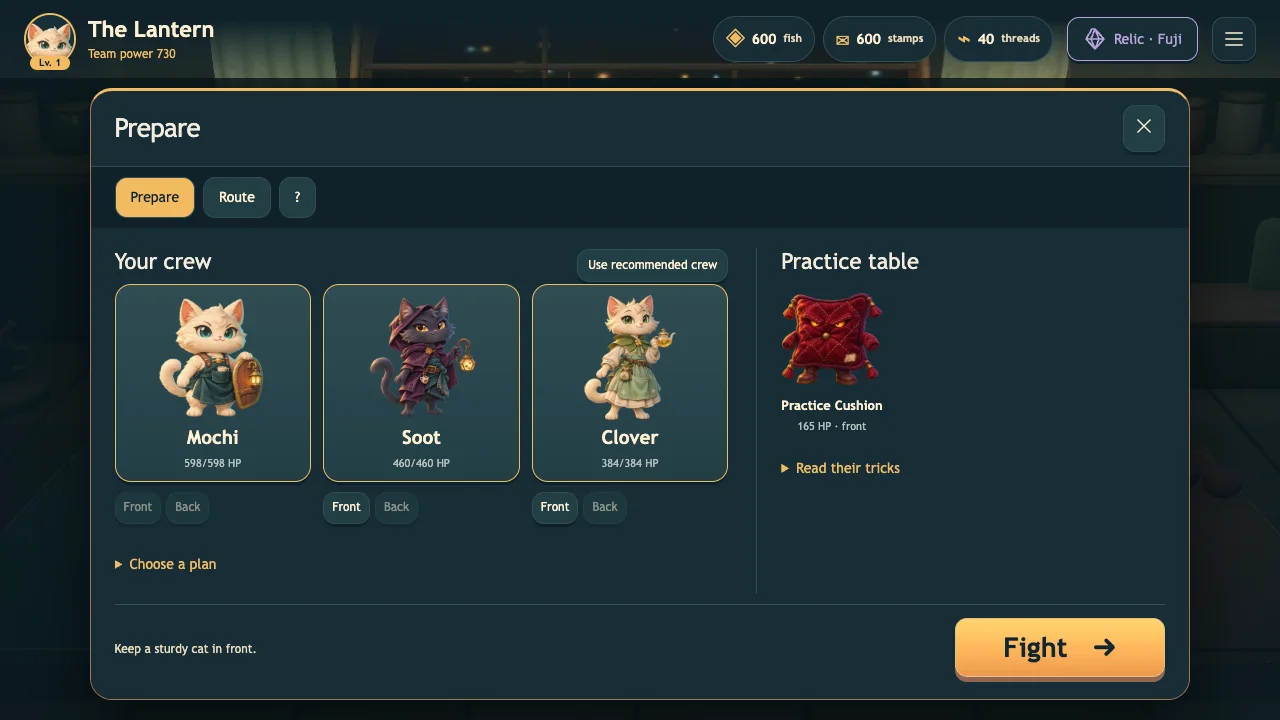 The Lantern
Team power 730
Lv. 1
600 fish
600 stamps
40 threads
Relic · Fuji
Prepare
Prepare
Route
?
Your crew
Use recommended crew
Practice table
Mochi
598/598 HP
Soot
460/460 HP
Clover
384/384 HP
Practice Cushion
165 HP · front
Read their tricks
Front Back
Front Back
Front Back
Choose a plan
Keep a sturdy cat in front.
Fight